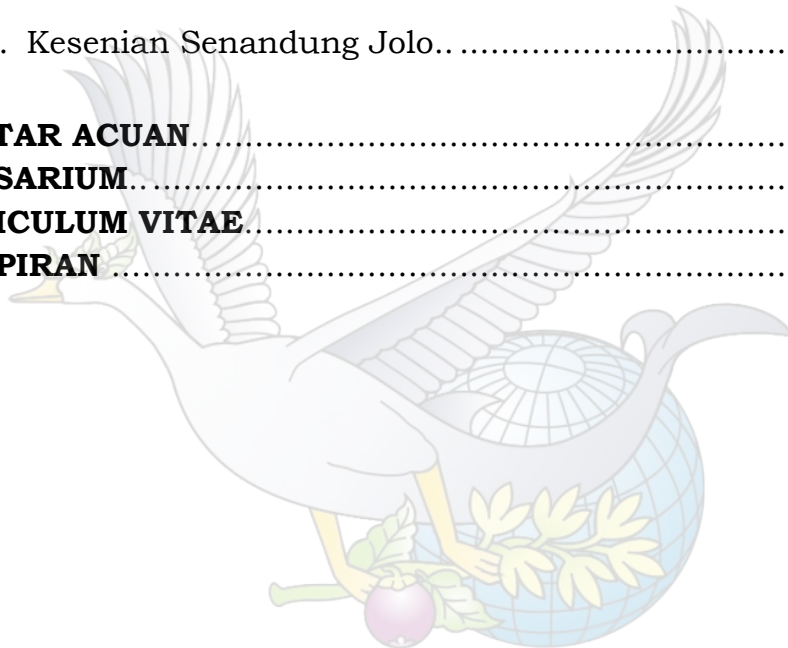 . Kesenian Senandung Jolo.. ........................................
TAR ACUAN............................................................
SARIUM..................................................................
ICULUM VITAE......................................................
PIRAN .....................................................................